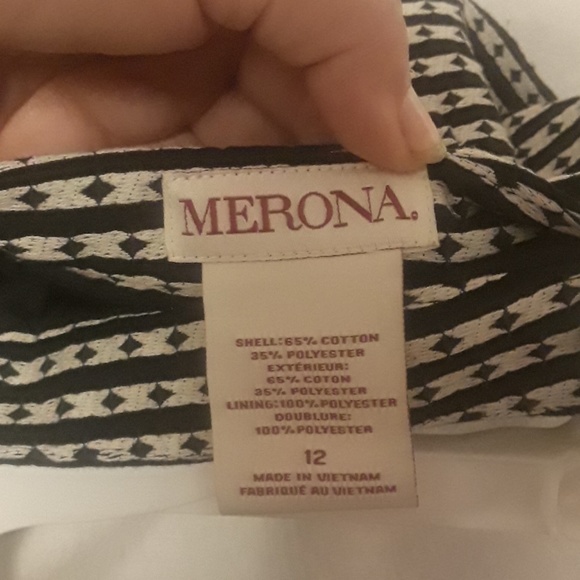 MERONA.
SHELL:65% COTTON
35% POLYESTER
EXTÉRIEUR:
65% COTON
35% POLYESTER
LINING:100% POLYESTER
DOUBLURE:
100% POLYESTER
12
MADE IN VIETNAM
FABRIQUÉ AU VIETNAM